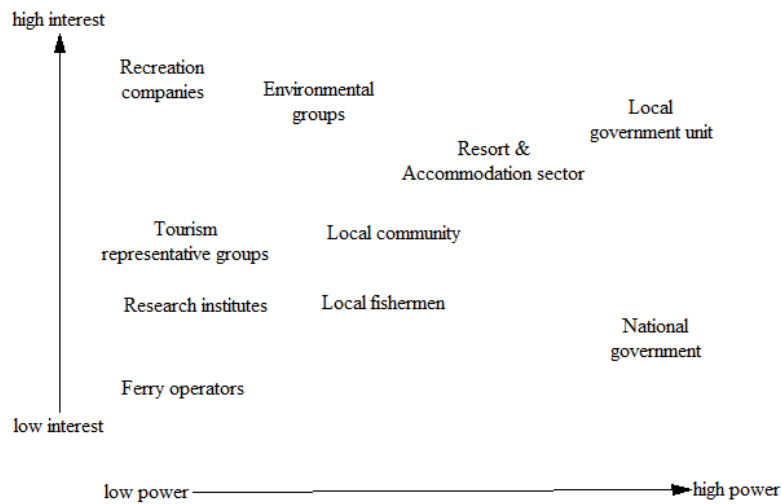 high interest
Recreation
companies
Environmental
groups
Local
government unit
Resort &
Accommodation sector
Tourism
representative groups
Local community
Research institutes
Local fishermen
National
government
Ferry operators
low interest
low power
high power